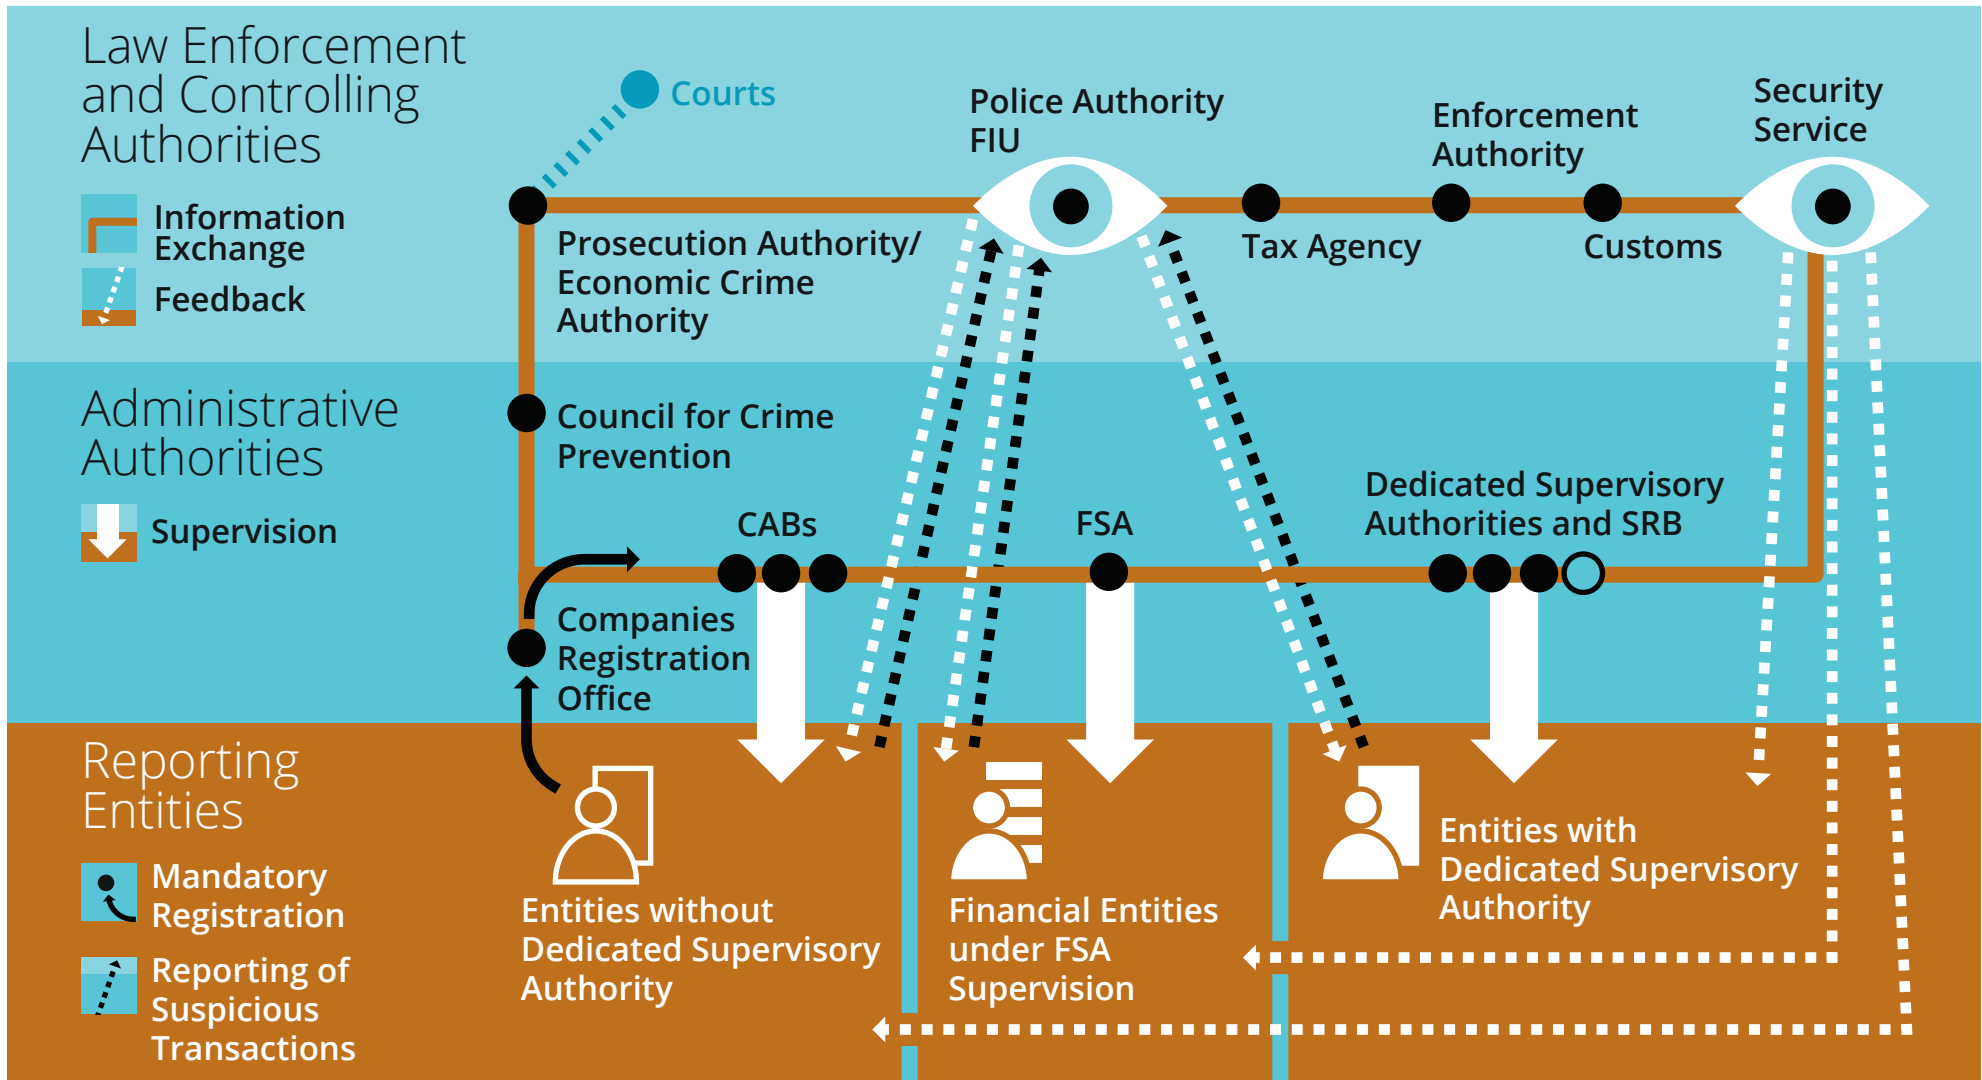 Law Enforcement
and Controlling
Authorities
Information
Exchange
Feedback
Courts
Police Authority
FIU
Enforcement
Authority
Security
Service
Prosecution Authority/
Economic Crime
Authority
Tax Agency
Customs
Administrative
Authorities
Supervision
Council for Crime
Prevention
CABs
FSA
Dedicated Supervisory
Authorities and SRB
Companies
Registration
Office
Reporting
Entities
Mandatory
Registration
Reporting of
Suspicious
Transactions
Entities without
Dedicated Supervisory
Authority
Financial Entities
under FSA
Supervision
Entities with
Dedicated Supervisory
Authority